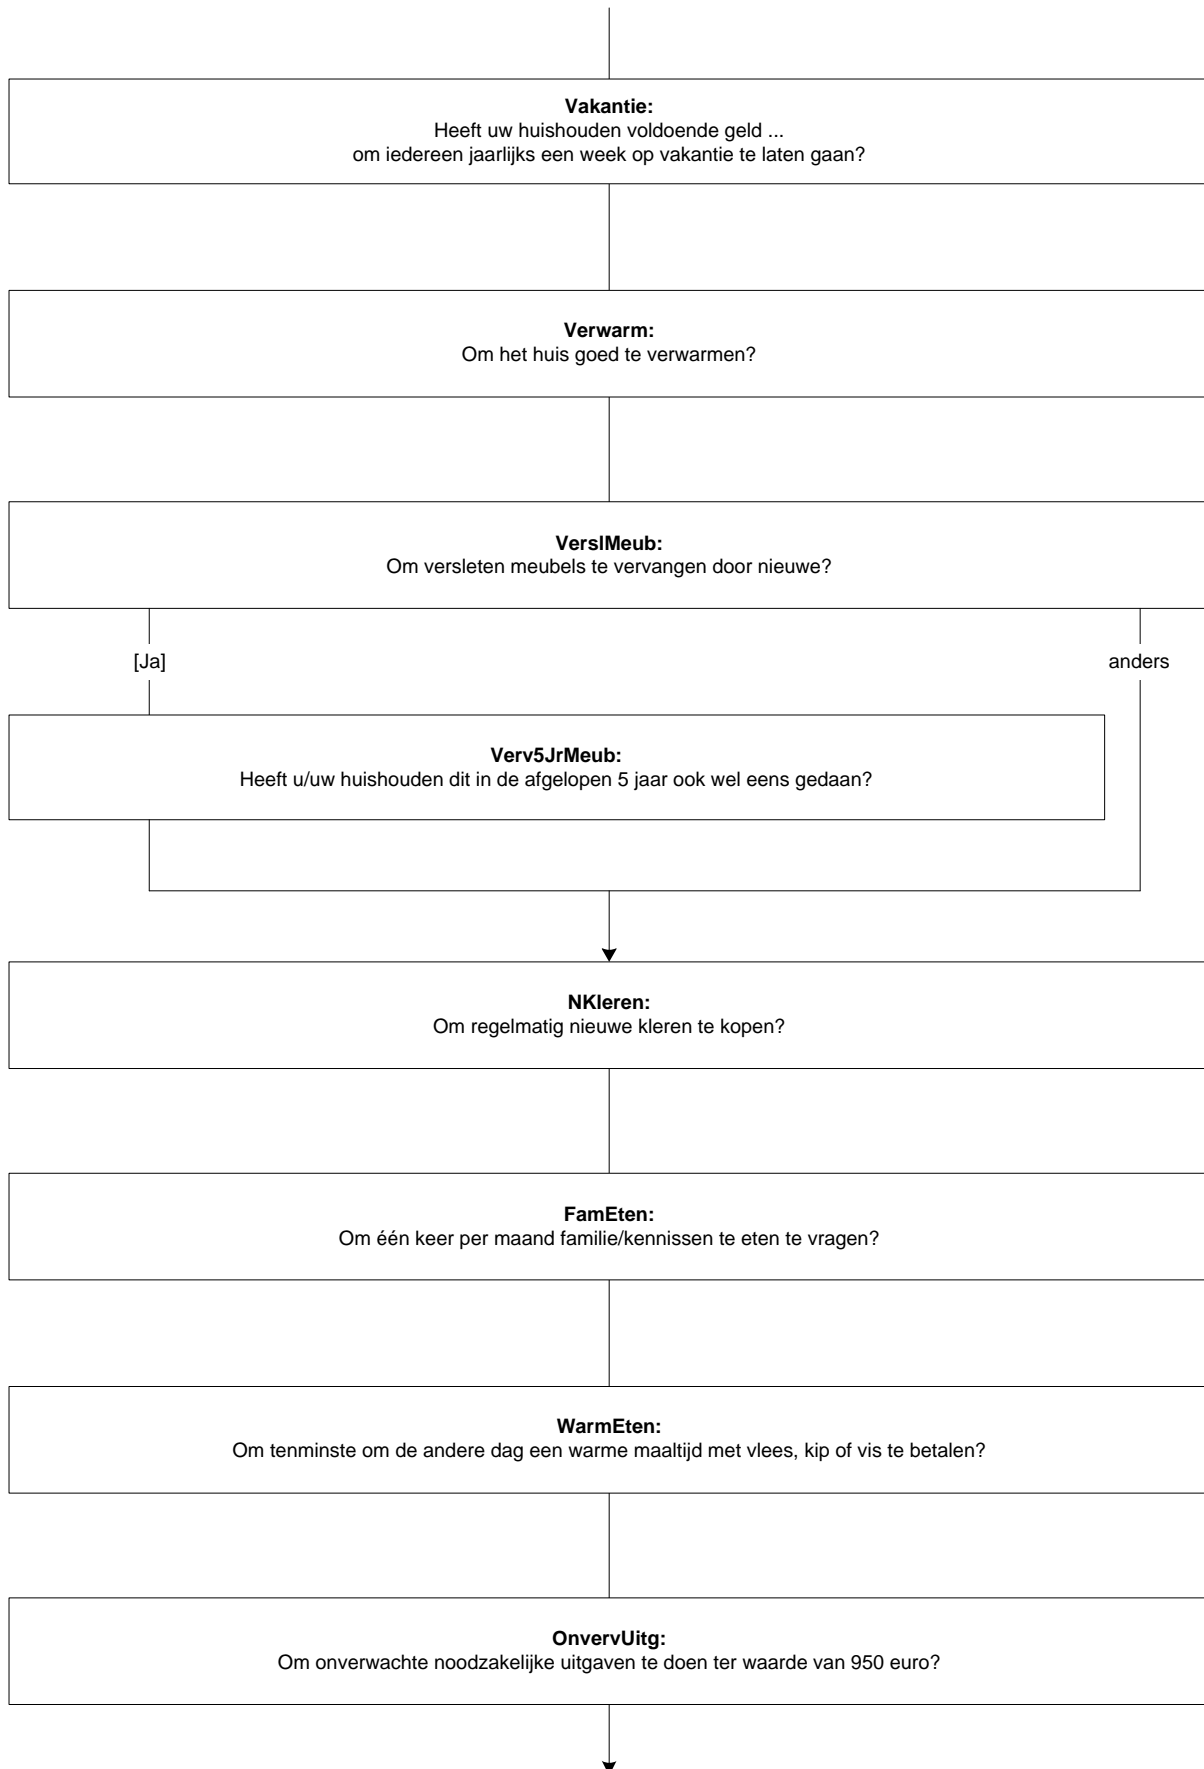 Vakantie:
Heeft uw huishouden voldoende geld ...
om iedereen jaarlijks een week op vakantie te laten gaan?
Verwarm:
Om het huis goed te verwarmen?
VerslMeub:
Om versleten meubels te vervangen door nieuwe?
[Ja]
anders
Verv5JrMeub:
Heeft u/uw huishouden dit in de afgelopen 5 jaar ook wel eens gedaan?
NKleren:
Om regelmatig nieuwe kleren te kopen?
FamEten:
Om één keer per maand familie/kennissen te eten te vragen?
WarmEten:
Om tenminste om de andere dag een warme maaltijd met vlees, kip of vis te betalen?
OnvervUitg:
Om onverwachte noodzakelijke uitgaven te doen ter waarde van 950 euro?